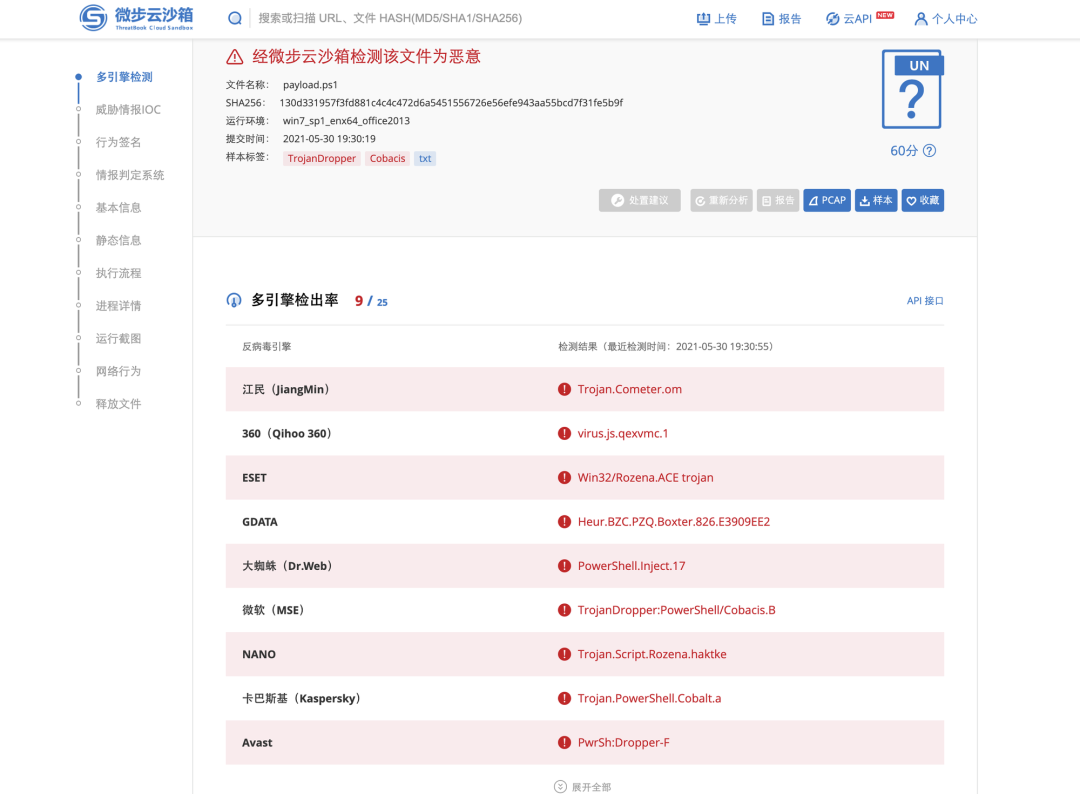 微步云沙箱
ThreatBook Cloud Sandbox
搜索或扫描 URL、文件 HASH(MD5/SHA1/SHA256)
上传
报告
云API NEW
个人中心
多引擎检测
威胁情报IOC
行为签名
情报判定系统
基本信息
静态信息
执行流程
进程详情
运行截图
网络行为
释放文件
经微步云沙箱检测该文件为恶意
文件名称： payload.ps1
SHA256: 130d331957f3fd881c4c4c472d6a5451556726e56efe943aa55bcd7f31fe5b9f
运行环境： win7_sp1_enx64_office2013
提交时间： 2021-05-30 19:30:19
样本标签： TrojanDropper Cobacis txt
UN
?
60分 ?
处置建议 重新分析 报告 PCAP 样本 收藏
多引擎检出率 9 / 25 API 接口
反病毒引擎 检测结果（最近检测时间：2021-05-30 19:30:55）
江民（JiangMin） Trojan.Cometer.om
360（Qihoo 360） virus.js.qexvmc.1
ESET Win32/Rozena.ACE trojan
GDATA Heur.BZC.PZQ.Boxter.826.E3909EE2
大蜘蛛（Dr.Web） PowerShell.Inject.17
微软（MSE） TrojanDropper:PowerShell/Cobacis.B
NANO Trojan.Script.Rozena.haktke
卡巴斯基（Kaspersky） Trojan.PowerShell.Cobalt.a
Avast PwrSh:Dropper-F
展开全部